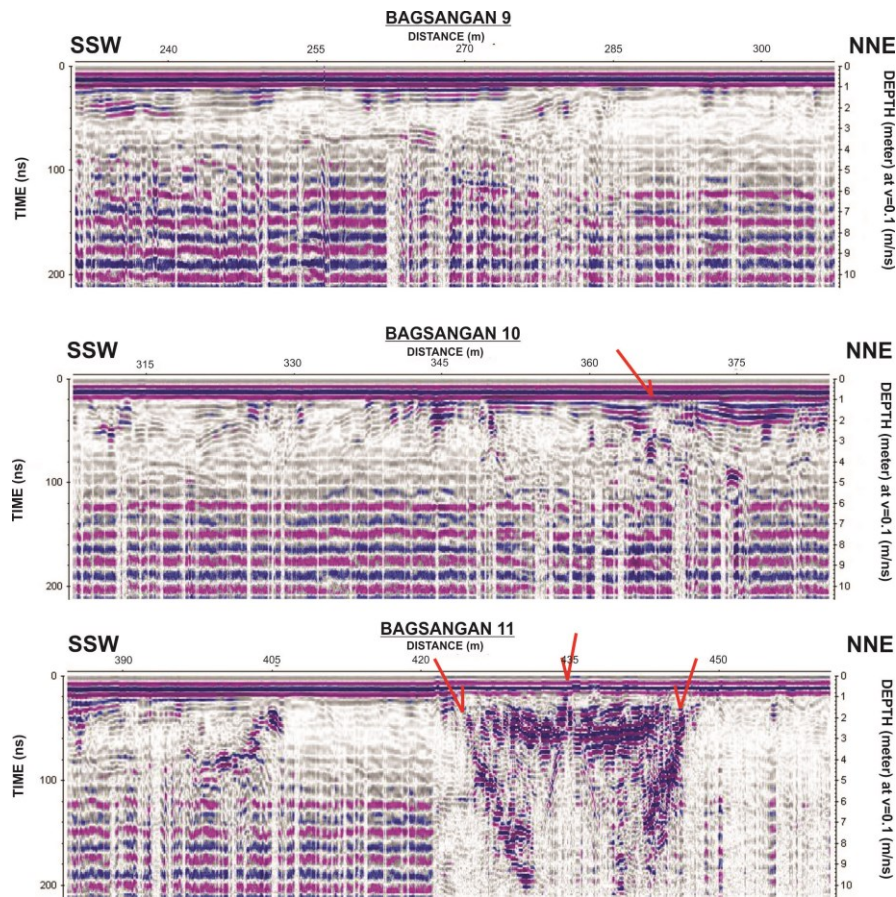 BAGSANGAN 9
SSW DISTANCE (m) NNE
240 255 270 285 300
TIME (ns)
0
100
200
DEPTH (meter) at v=0.1 (m/ns)
0
1
2
3
4
5
6
7
8
9
10
BAGSANGAN 10
SSW DISTANCE (m) NNE
315 330 345 360 375
TIME (ns)
0
100
200
DEPTH (meter) at v=0.1 (m/ns)
0
1
2
3
4
5
6
7
8
9
10
BAGSANGAN 11
SSW DISTANCE (m) NNE
390 405 420 435 450
TIME (ns)
0
100
200
DEPTH (meter) at v=0.1 (m/ns)
0
1
2
3
4
5
6
7
8
9
10